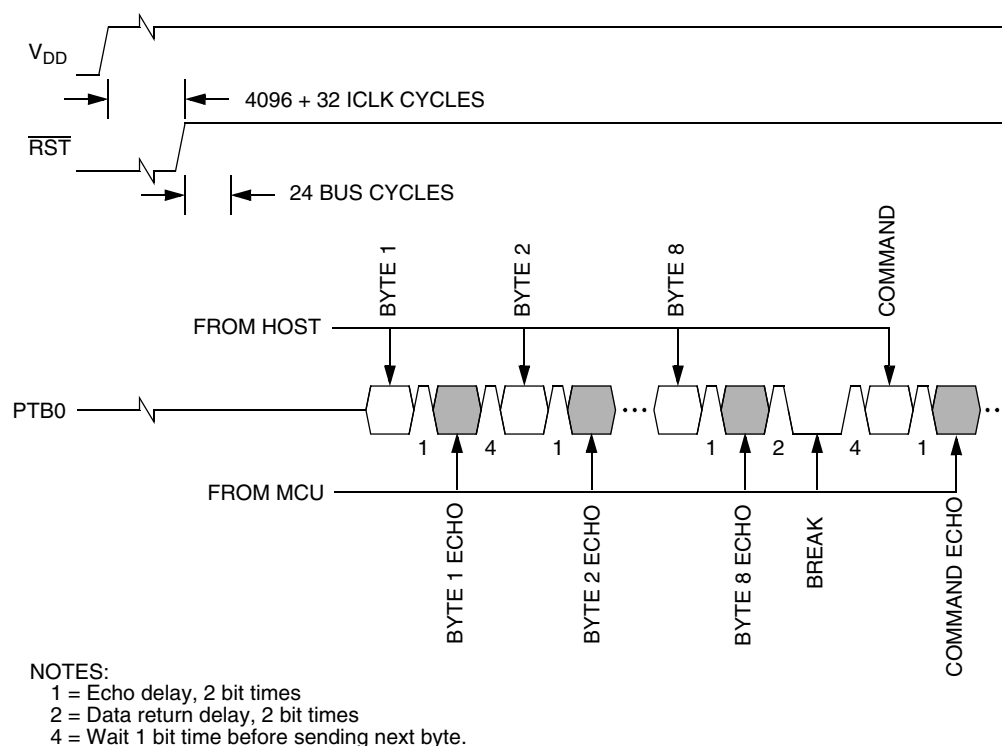 VDD
4096 + 32 ICLK CYCLES
RST
24 BUS CYCLES
BYTE 1
BYTE 2
BYTE 8
COMMAND
FROM HOST
PTB0
1
4
1
1
2
4
1
FROM MCU
BYTE 1 ECHO
BYTE 2 ECHO
BYTE 8 ECHO
BREAK
COMMAND ECHO
NOTES:
1 = Echo delay, 2 bit times
2 = Data return delay, 2 bit times
4 = Wait 1 bit time before sending next byte.